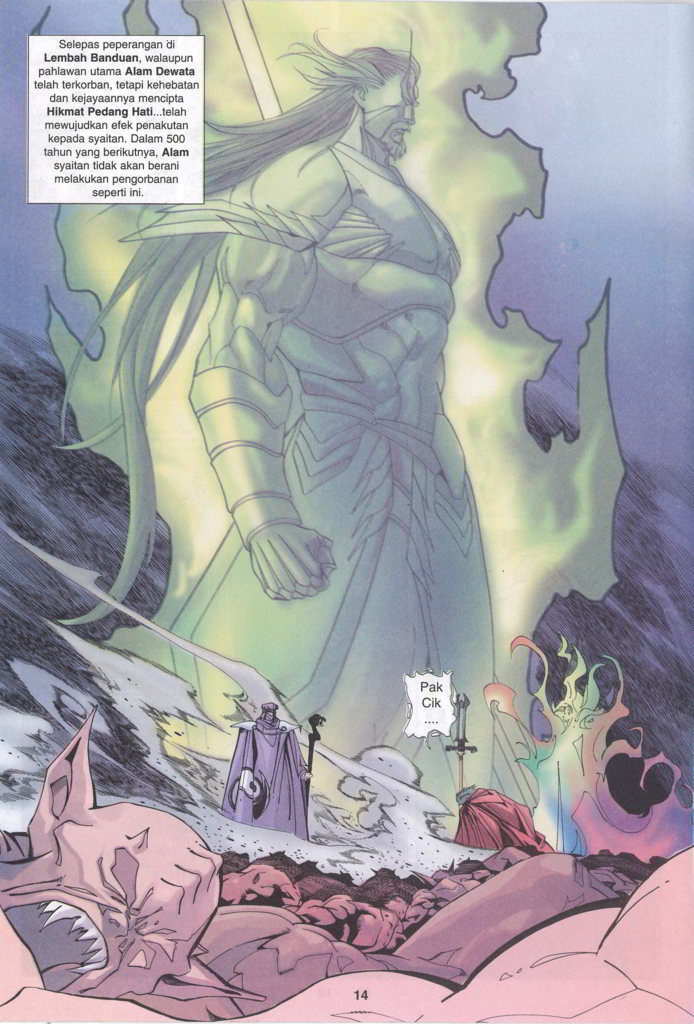 Selepas peperangan di
Lembah Banduan, walaupun
pahlawan utama Alam Dewata
telah terkorban, tetapi kehebatan
dan kejayaannya mencipta
Hikmat Pedang Hati...telah
mewujudkan efek penakutan
kepada syaitan. Dalam 500
tahun yang berikutnya, Alam
syaitan tidak akan berani
melakukan pengorbanan
seperti ini.
Pak
Cik
....
14